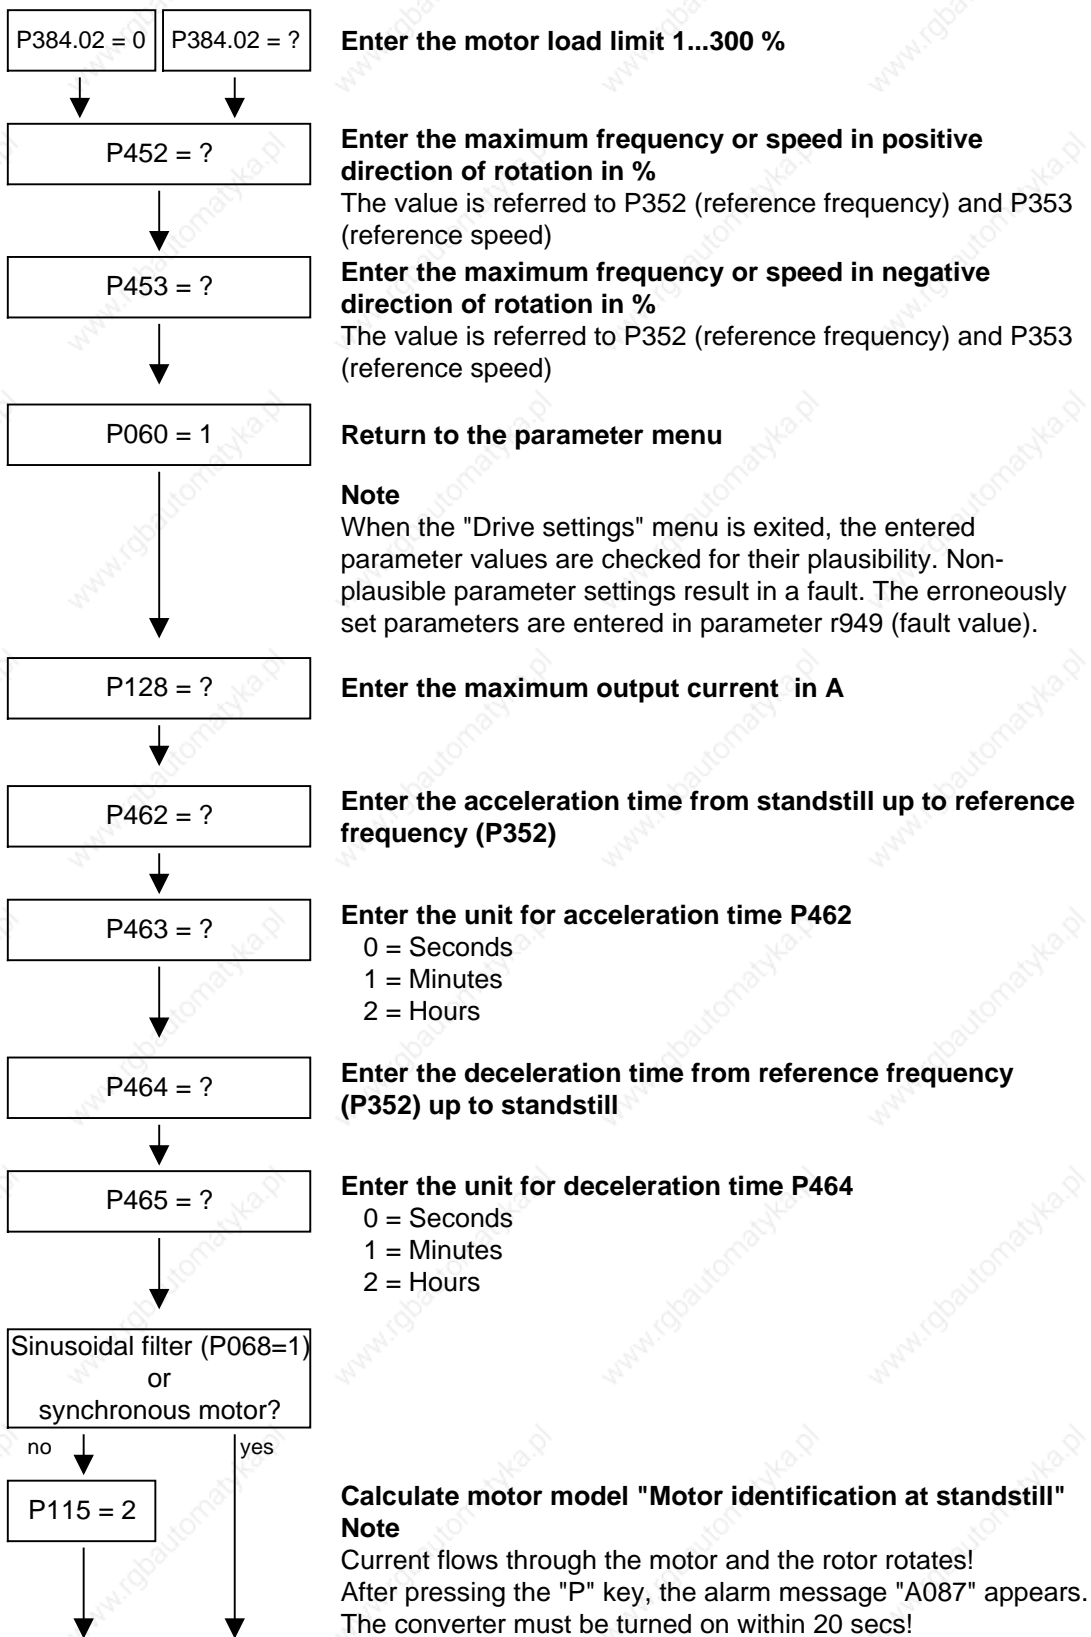 P384.02 = 0
P384.02 = ?
Enter the motor load limit 1...300 %
P452 = ?
Enter the maximum frequency or speed in positive
direction of rotation in %
The value is referred to P352 (reference frequency) and P353
(reference speed)
P453 = ?
Enter the maximum frequency or speed in negative
direction of rotation in %
The value is referred to P352 (reference frequency) and P353
(reference speed)
P060 = 1
Return to the parameter menu
Note
When the "Drive settings" menu is exited, the entered
parameter values are checked for their plausibility. Non-
plausible parameter settings result in a fault. The erroneously
set parameters are entered in parameter r949 (fault value).
P128 = ?
Enter the maximum output current in A
P462 = ?
Enter the acceleration time from standstill up to reference
frequency (P352)
P463 = ?
Enter the unit for acceleration time P462
0 = Seconds
1 = Minutes
2 = Hours
P464 = ?
Enter the deceleration time from reference frequency
(P352) up to standstill
P465 = ?
Enter the unit for deceleration time P464
0 = Seconds
1 = Minutes
2 = Hours
Sinusoidal filter (P068=1)
or
synchronous motor?
no
yes
P115 = 2
Calculate motor model "Motor identification at standstill"
Note
Current flows through the motor and the rotor rotates!
After pressing the "P" key, the alarm message "A087" appears.
The converter must be turned on within 20 secs!
www.rgbautomatyka.pl